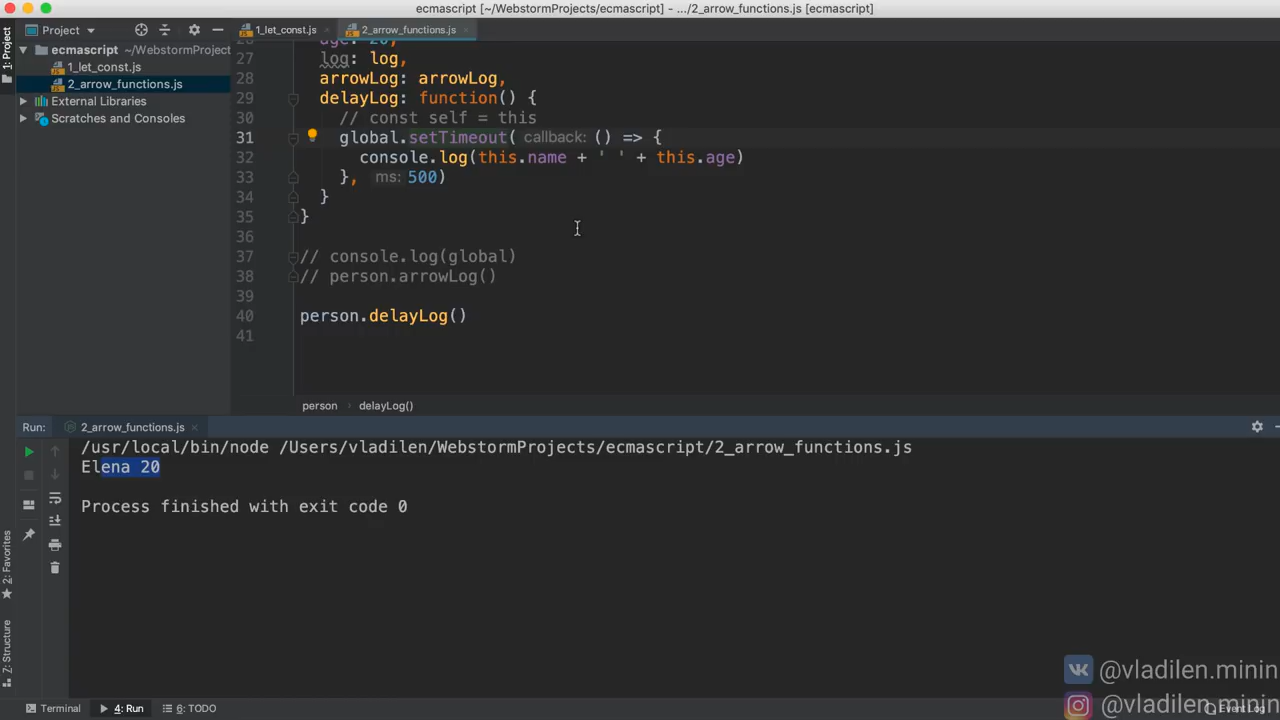 ecmascript [~/WebstormProjects/ecmascript] - .../2_arrow_functions.js [ecmascript]
Project
1_let_const.js
2_arrow_functions.js
1: Project
ecmascript ~/WebstormProject
1_let_const.js
2_arrow_functions.js
External Libraries
Scratches and Consoles
26 age: 20,
27 log: log,
28 arrowLog: arrowLog,
29 delayLog: function() {
30 // const self = this
31 global.setTimeout( callback: () => {
32 console.log(this.name + ' ' + this.age)
33 }, ms: 500)
34 }
35 }
36
37 // console.log(global)
38 // person.arrowLog()
39
40 person.delayLog()
41
person delayLog()
Run: 2_arrow_functions.js
/usr/local/bin/node /Users/vladilen/WebstormProjects/ecmascript/2_arrow_functions.js
Elena 20
Process finished with exit code 0
2: Favorites
Z: Structure
@vladilen.minin
@vladilen.minin
Terminal 4: Run 6: TODO Event Log